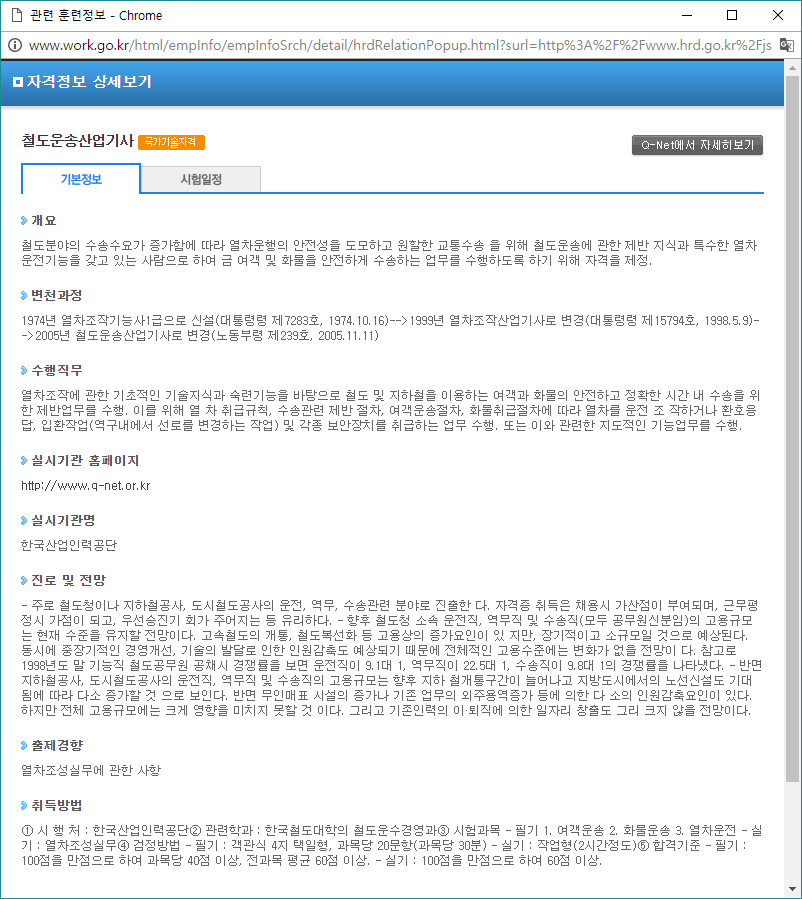 관련 훈련정보 - Chrome
www.work.go.kr/html/empInfo/empInfoSrch/detail/hrdRelationPopup.html?surl=http%3A%2F%2Fwww.hrd.go.kr%2Fjs
자격정보 상세보기
철도운송산업기사 국가기술자격
Q-Net에서 자세히보기
기본정보 시험일정
개요
철도분야의 수송수요가 증가함에 따라 열차운행의 안전성을 도모하고 원할한 교통수송 을 위해 철도운송에 관한 제반 지식과 특수한 열차
운전기능을 갖고 있는 사람으로 하여 금 여객 및 화물을 안전하게 수송하는 업무를 수행하도록 하기 위해 자격을 제정.
변천과정
1974년 열차조작기능사1급으로 신설(대통령령 제7283호, 1974.10.16)-->1999년 열차조작산업기사로 변경(대통령령 제15794호, 1998.5.9)-
->2005년 철도운송산업기사로 변경(노동부령 제239호, 2005.11.11)
수행직무
열차조작에 관한 기초적인 기술지식과 숙련기능을 바탕으로 철도 및 지하철을 이용하는 여객과 화물의 안전하고 정확한 시간 내 수송을 위
한 제반업무를 수행. 이를 위해 열 차 취급규칙, 수송관련 제반 절차, 여객운송절차, 화물취급절차에 따라 열차를 운전 조 작하거나 환호응
답, 입환작업(역구내에서 선로를 변경하는 작업) 및 각종 보안장치를 취급하는 업무 수행. 또는 이와 관련한 지도적인 기능업무를 수행.
실시기관 홈페이지
http://www.q-net.or.kr
실시기관명
한국산업인력공단
진로 및 전망
- 주로 철도청이나 지하철공사, 도시철도공사의 운전, 역무, 수송관련 분야로 진출한 다. 자격증 취득은 채용시 가산점이 부여되며, 근무평
정시 가점이 되고, 우선승진기 회가 주어지는 등 유리하다. - 향후 철도청 소속 운전직, 역무직 및 수송직(모두 공무원신분임)의 고용규모
는 현재 수준을 유지할 전망이다. 고속철도의 개통, 철도복선화 등 고용상의 증가요인이 있 지만, 장기적이고 소규모일 것으로 예상된다.
동시에 중장기적인 경영개선, 기술의 발달로 인한 인원감축도 예상되기 때문에 전체적인 고용수준에는 변화가 없을 전망이 다. 참고로
1998년도 말 기능직 철도공무원 공채시 경쟁률을 보면 운전직이 9.1대 1, 역무직이 22.5대 1, 수송직이 9.8대 1의 경쟁률을 나타냈다. - 반면
지하철공사, 도시철도공사의 운전직, 역무직 및 수송직의 고용규모는 향후 지하 철개통구간이 늘어나고 지방도시에서의 노선신설도 기대
됨에 따라 다소 증가할 것 으로 보인다. 반면 무인매표 시설의 증가나 기존 업무의 외주용역증가 등에 의한 다 소의 인원감축요인이 있다.
하지만 전체 고용규모에는 크게 영향을 미치지 못할 것 이다. 그리고 기존인력의 이·퇴직에 의한 일자리 창출도 그리 크지 않을 전망이다.
출제경향
열차조성실무에 관한 사항
취득방법
① 시 행 처 : 한국산업인력공단② 관련학과 : 한국철도대학의 철도운수경영과③ 시험과목 - 필기 1. 여객운송 2. 화물운송 3. 열차운전 - 실
기 : 열차조성실무④ 검정방법 - 필기 : 객관식 4지 택일형, 과목당 20문항(과목당 30분) - 실기 : 작업형(2시간정도)⑤ 합격기준 - 필기 :
100점을 만점으로 하여 과목당 40점 이상, 전과목 평균 60점 이상. - 실기 : 100점을 만점으로 하여 60점 이상.